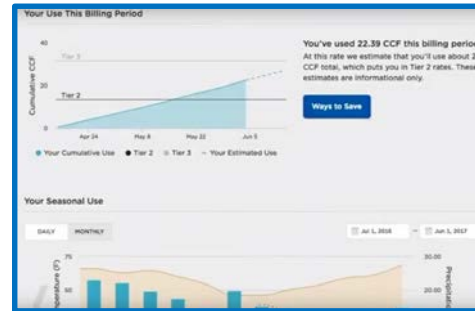 Your Use This Billing Period
You've used 22.39 CCF this billing perio
At this rate we estimate that you'll use about 2
CCF total, which puts you in Tier 2 rates. These
estimates are informational only.
Ways to Save
Cumulative CCF
40
20
0
Tier 3
Tier 2
Apr 24 May 8 May 22 Jun 5
Your Cumulative Use Tier 2 Tier 3 Your Estimated Use
Your Seasonal Use
DAILY MONTHLY
Jul 1, 2016 – Jun 1, 2017
75
50
perature (F)
30.00
20.00
Precipitatio